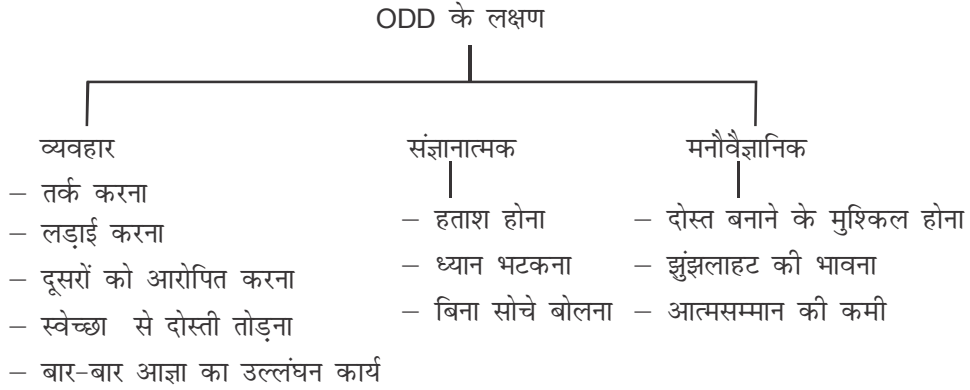 ODD के लक्षण
व्यवहार
– तर्क करना
– लड़ाई करना
– दूसरों को आरोपित करना
– स्वेच्छा से दोस्ती तोड़ना
– बार-बार आज्ञा का उल्लंघन कार्य
संज्ञानात्मक
– हताश होना
– ध्यान भटकना
– बिना सोचे बोलना
मनौवैज्ञानिक
– दोस्त बनाने के मुश्किल होना
– झुंझलाहट की भावना
– आत्मसम्मान की कमी